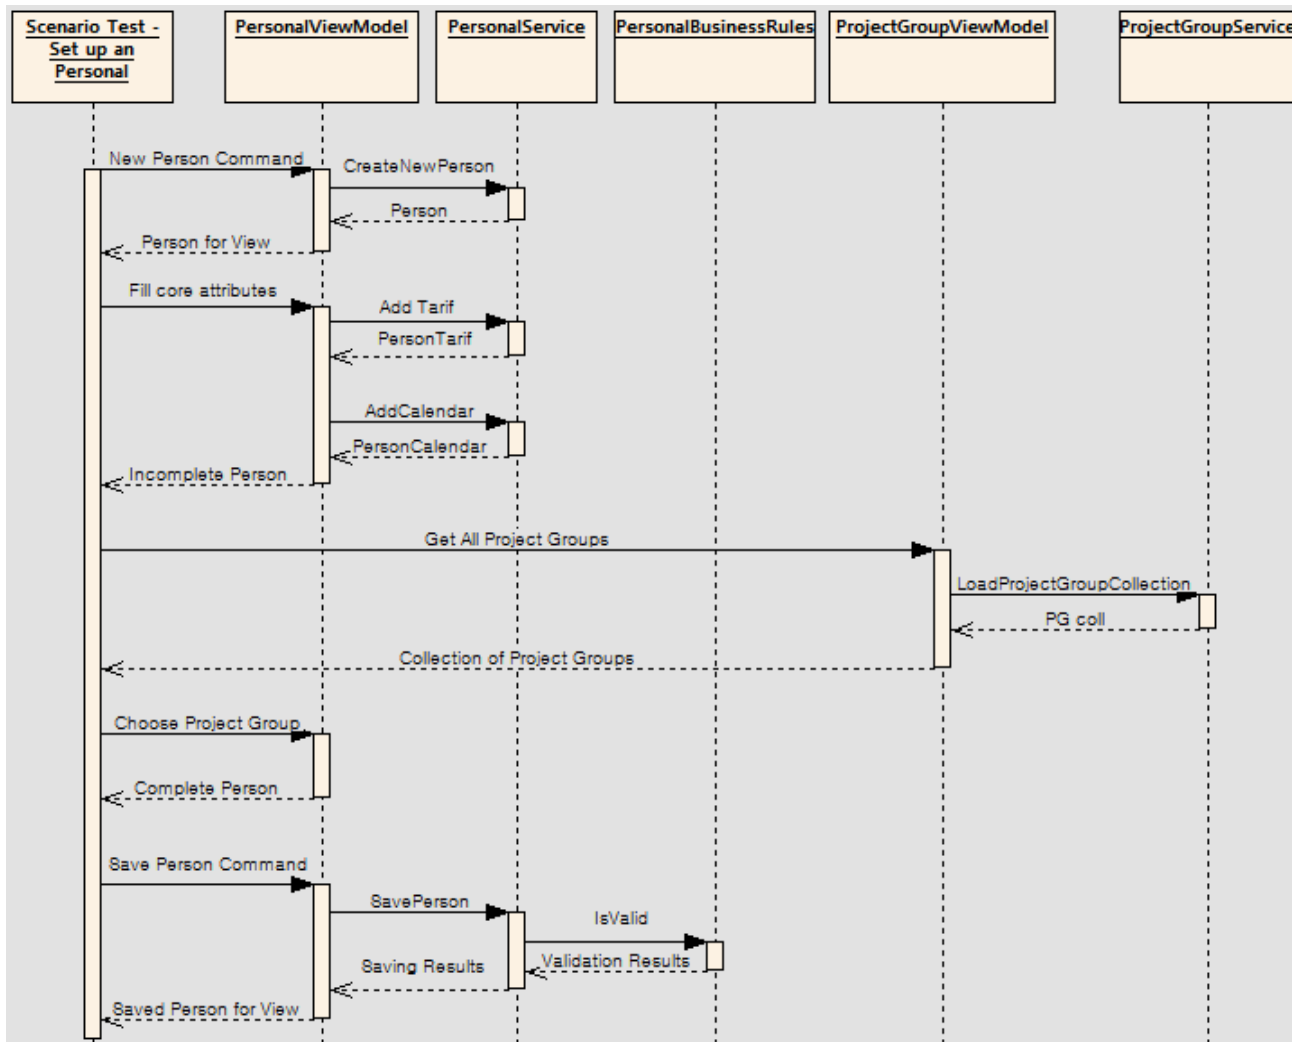 Scenario Test -
Set up an
Personal
PersonalViewModel
PersonalService
PersonalBusinessRules
ProjectGroupViewModel
ProjectGroupService
New Person Command
CreateNewPerson
Person
Person for View
Fill core attributes
Add Tarif
PersonTarif
AddCalendar
PersonCalendar
Incomplete Person
Get All Project Groups
LoadProjectGroupCollection
PG coll
Collection of Project Groups
Choose Project Group
Complete Person
Save Person Command
SavePerson
IsValid
Validation Results
Saving Results
Saved Person for View